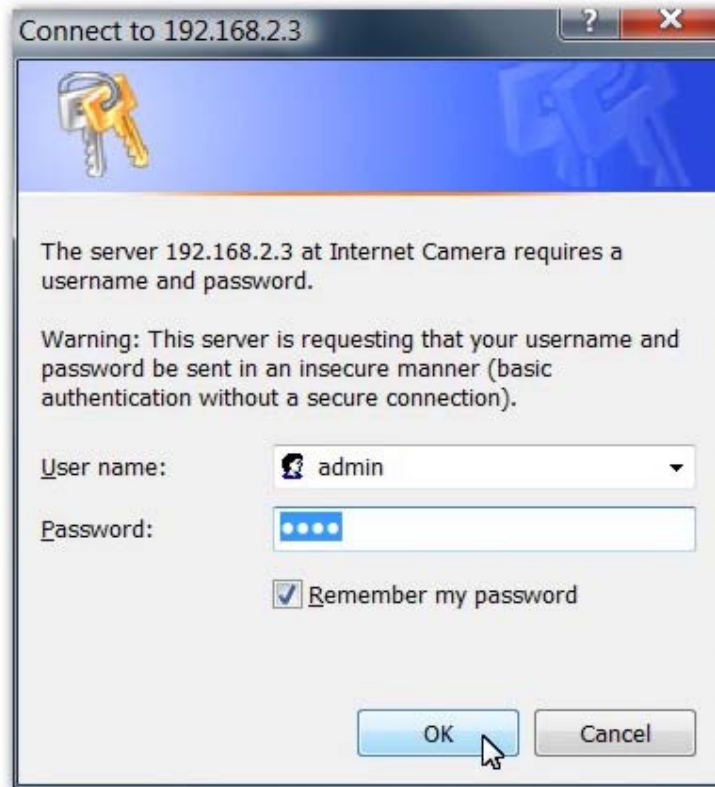 Connect to 192.168.2.3
?
The server 192.168.2.3 at Internet Camera requires a
username and password.
Warning: This server is requesting that your username and
password be sent in an insecure manner (basic
authentication without a secure connection).
User name:
admin
Password:
••••
Remember my password
OK
Cancel